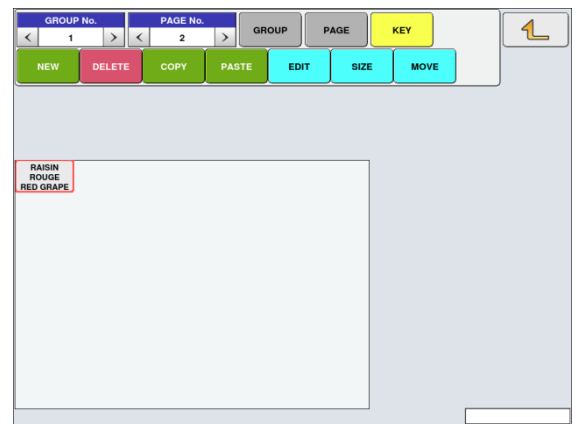 GROUP No.
PAGE No.
< 1 >
< 2 >
GROUP
PAGE
KEY
NEW
DELETE
COPY
PASTE
EDIT
SIZE
MOVE
RAISIN
ROUGE
RED GRAPE